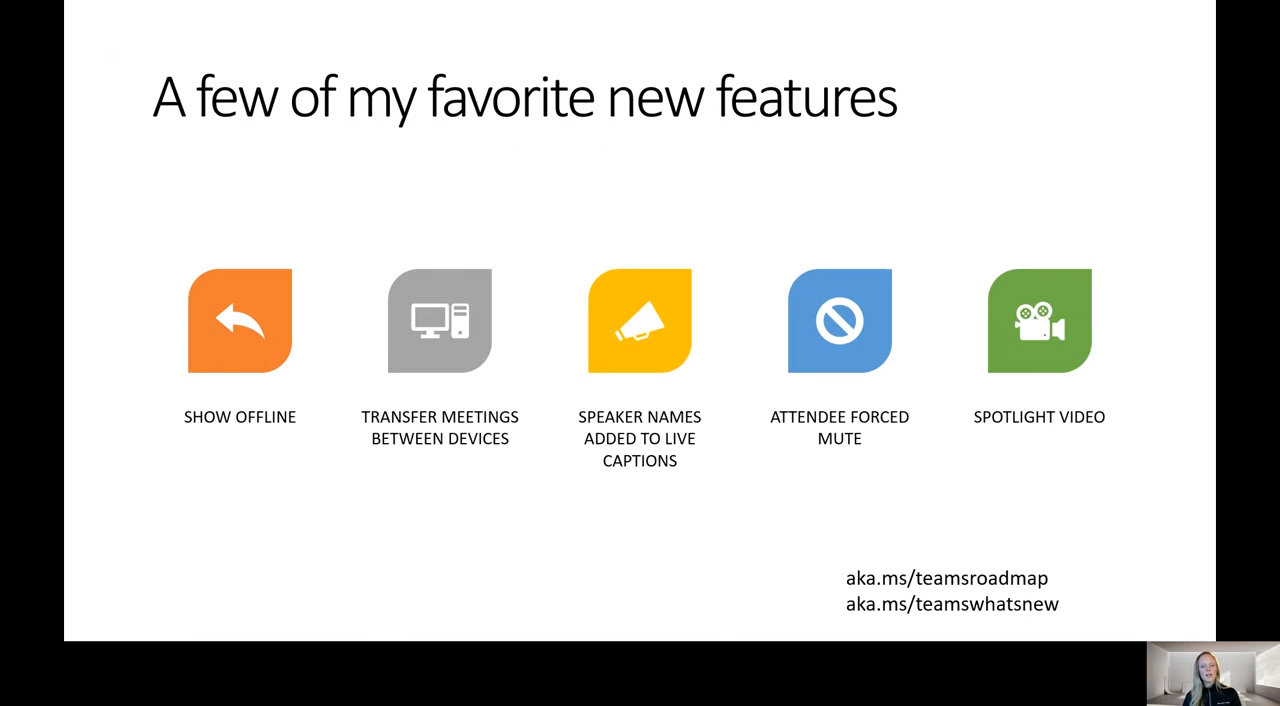 A few of my favorite new features
SHOW OFFLINE
TRANSFER MEETINGS
BETWEEN DEVICES
SPEAKER NAMES
ADDED TO LIVE
CAPTIONS
ATTENDEE FORCED
MUTE
SPOTLIGHT VIDEO
aka.ms/teamsroadmap
aka.ms/teamswhatsnew